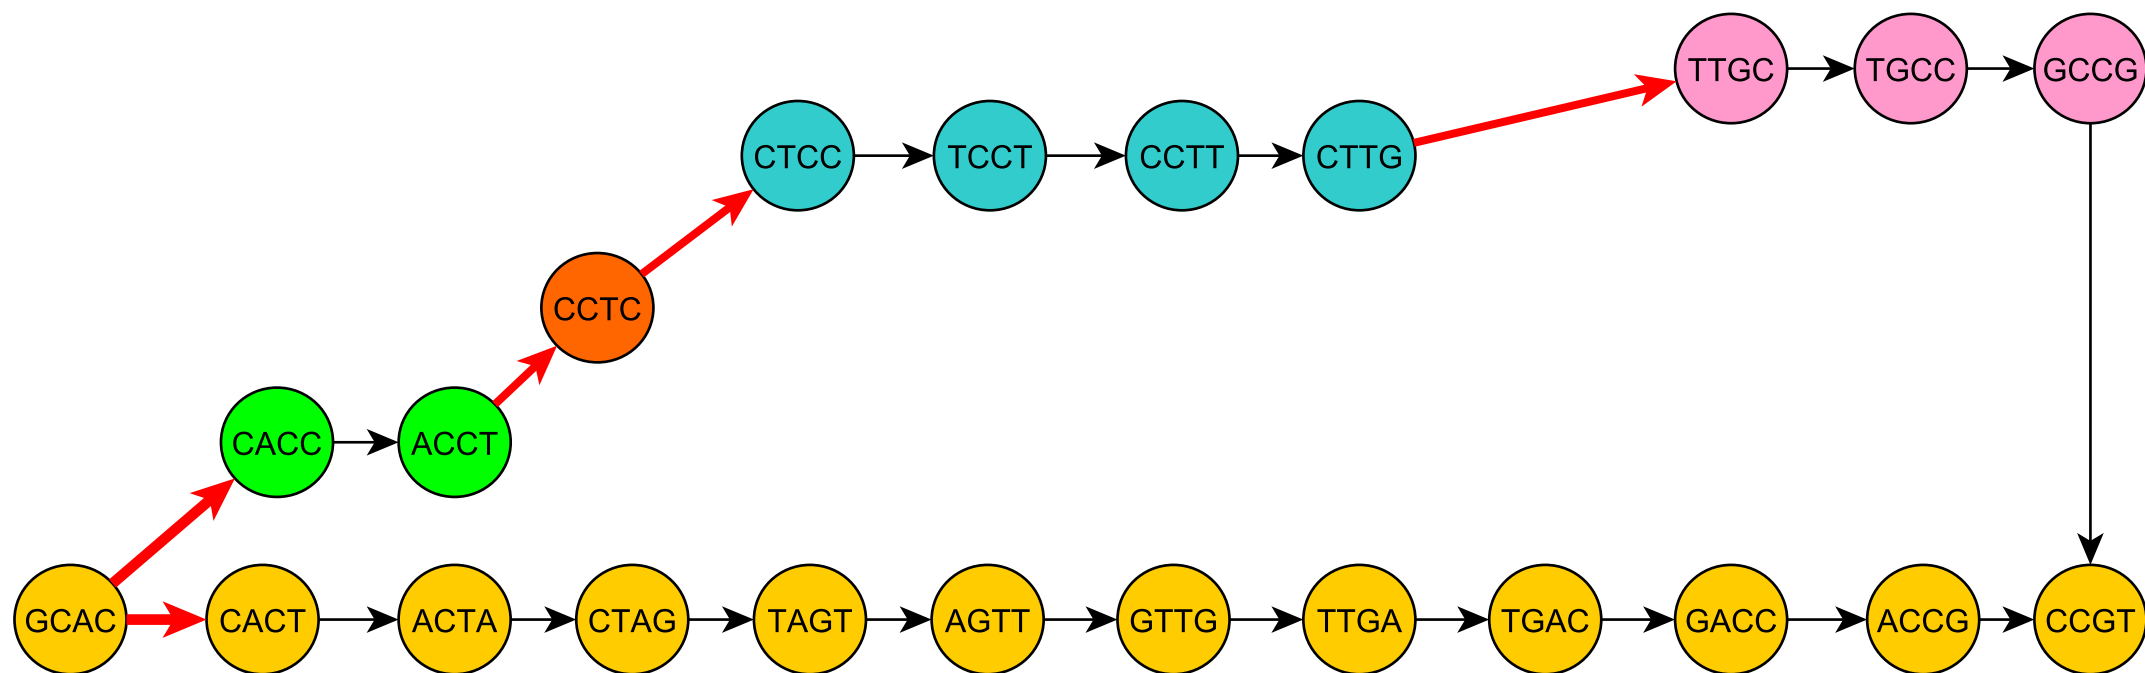 TTGC TGCC GCCG
CTCC TCCT CCTT CTTG
CCTC
CACC ACCT
GCAC CACT ACTA CTAG TAGT AGTT GTTG TTGA TGAC GACC ACCG CCGT